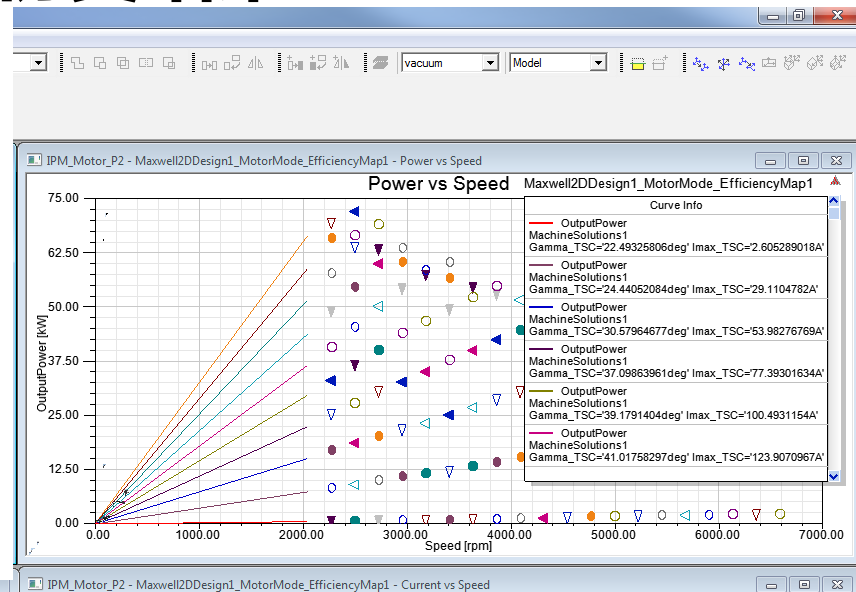 vacuum
Model
IPM_Motor_P2 - Maxwell2DDesign1_MotorMode_EfficiencyMap1 - Power vs Speed
Power vs Speed
Maxwell2DDesign1_MotorMode_EfficiencyMap1
75.00
62.50
50.00
37.50
25.00
12.50
0.00
OutputPower [kW]
0.00
1000.00
2000.00
3000.00
4000.00
5000.00
6000.00
7000.00
Speed [rpm]
Curve Info
OutputPower
MachineSolutions1
Gamma_TSC='22.49325806deg' Imax_TSC='2.605289018A'
OutputPower
MachineSolutions1
Gamma_TSC='24.44052084deg' Imax_TSC='29.1104782A'
OutputPower
MachineSolutions1
Gamma_TSC='30.57964677deg' Imax_TSC='53.98276769A'
OutputPower
MachineSolutions1
Gamma_TSC='37.09863961deg' Imax_TSC='77.39301634A'
OutputPower
MachineSolutions1
Gamma_TSC='39.1791404deg' Imax_TSC='100.4931154A'
OutputPower
MachineSolutions1
Gamma_TSC='41.01758297deg' Imax_TSC='123.9070967A'
IPM_Motor_P2 - Maxwell2DDesign1_MotorMode_EfficiencyMap1 - Current vs Speed